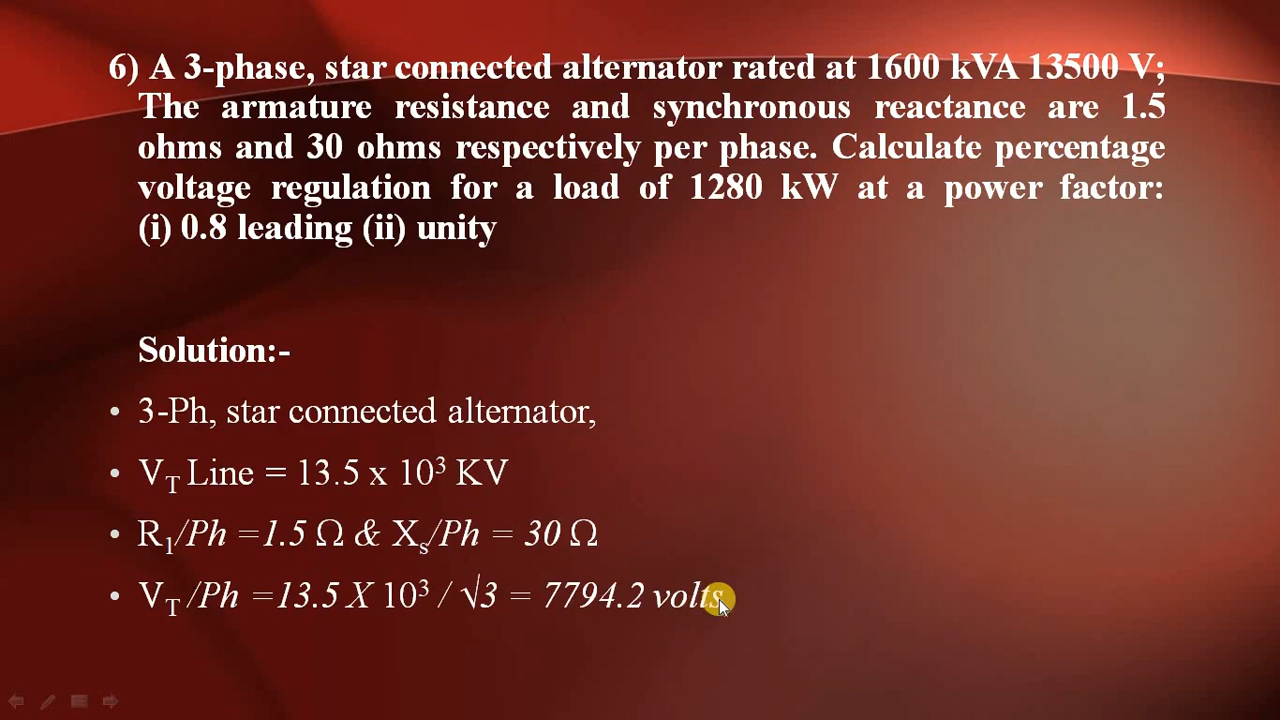 6) A 3-phase, star connected alternator rated at 1600 kVA 13500 V;
The armature resistance and synchronous reactance are 1.5
ohms and 30 ohms respectively per phase. Calculate percentage
voltage regulation for a load of 1280 kW at a power factor:
(i) 0.8 leading (ii) unity
Solution:-
• 3-Ph, star connected alternator,
• V_T Line = 13.5 x 10³ KV
• R₁/Ph =1.5 Ω & Xₛ/Ph = 30 Ω
• V_T /Ph =13.5 X 10³ / √3 = 7794.2 volts